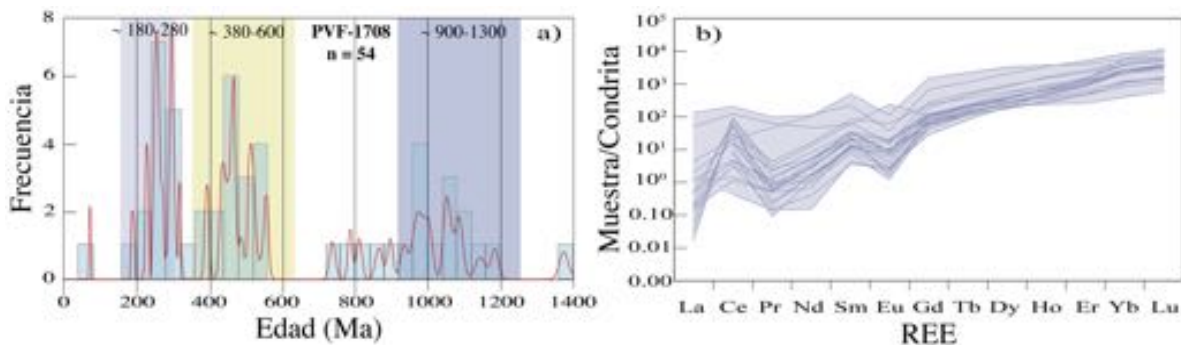 ~ 180-280
~ 380-600
PVF-1708
n = 54
~ 900-1300
a)
Frecuencia
8
6
4
2
0
0 200 400 600 800 1000 1200 1400
Edad (Ma)
b)
Muestra/Condrita
10⁵
10⁴
10³
10²
10¹
10⁰
0.10
0.01
0.00
La Ce Pr Nd Sm Eu Gd Tb Dy Ho Er Yb Lu
REE